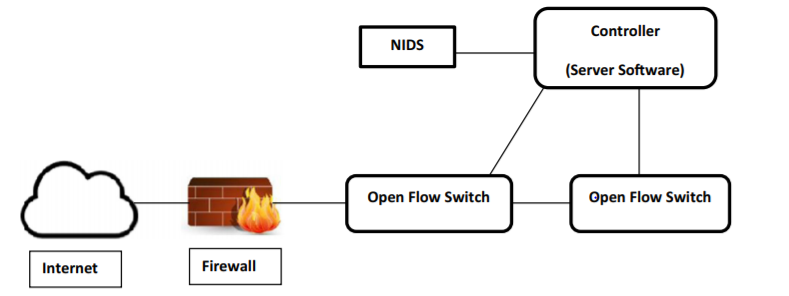 NIDS
Controller
(Server Software)
Open Flow Switch
Open Flow Switch
Internet
Firewall